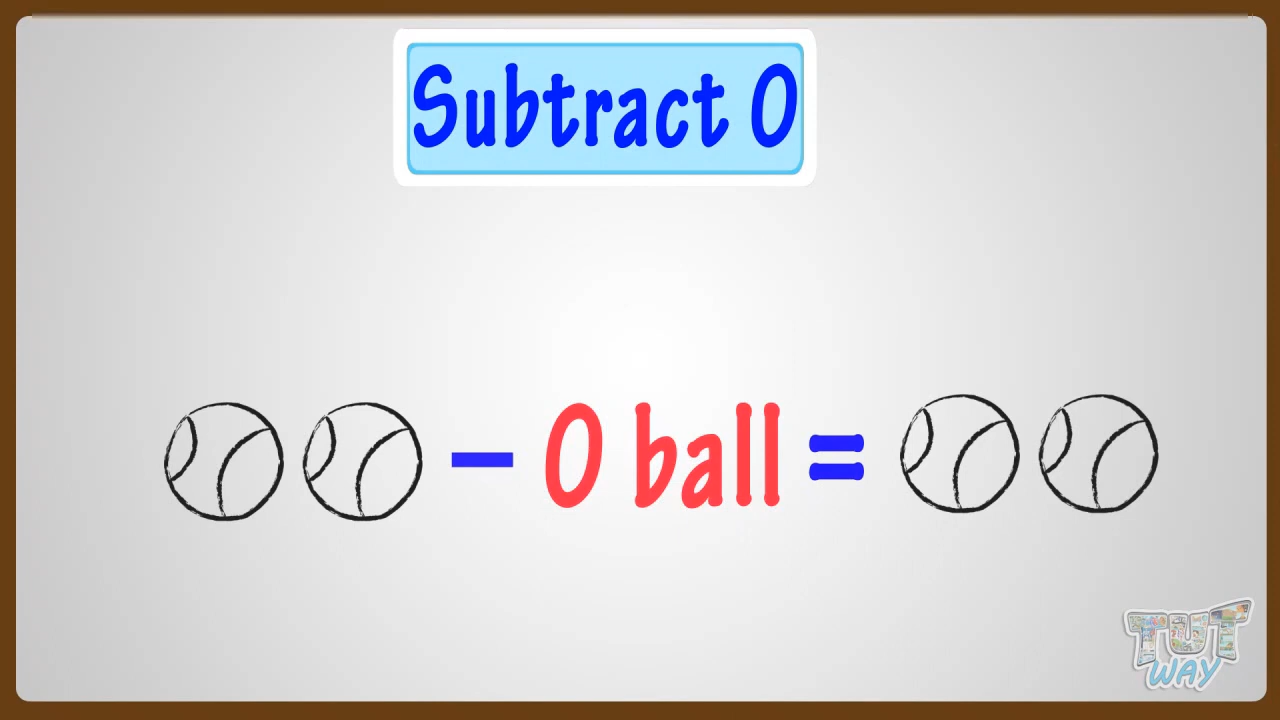 Subtract 0
− 0 ball =
TUT
WAY